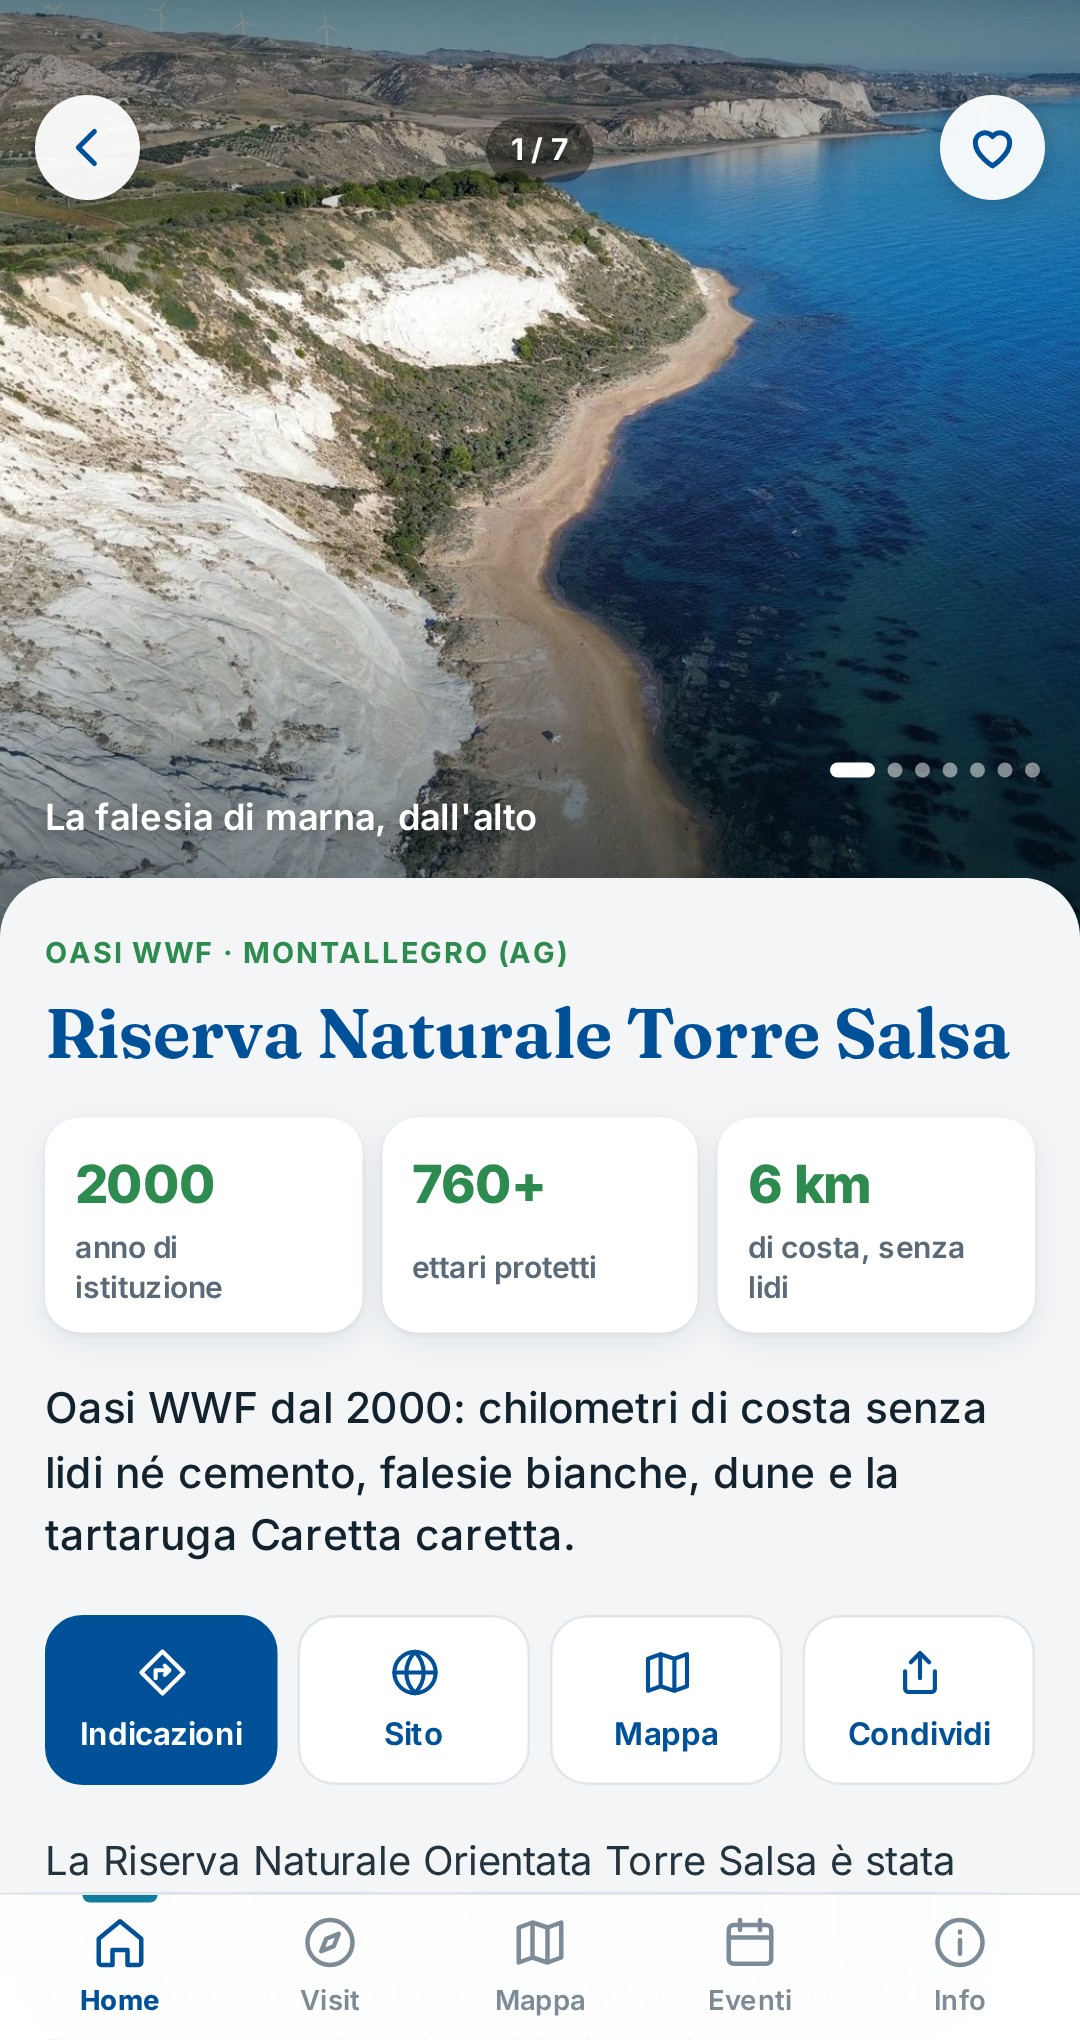 1 / 7
La falesia di marna, dall'alto
OASI WWF · MONTALLEGRO (AG)
Riserva Naturale Torre Salsa
2000
anno di
istituzione
760+
ettari protetti
6 km
di costa, senza
lidi
Oasi WWF dal 2000: chilometri di costa senza
lidi né cemento, falesie bianche, dune e la
tartaruga Caretta caretta.
Indicazioni
Sito
Mappa
Condividi
La Riserva Naturale Orientata Torre Salsa è stata
Home
Visit
Mappa
Eventi
Info